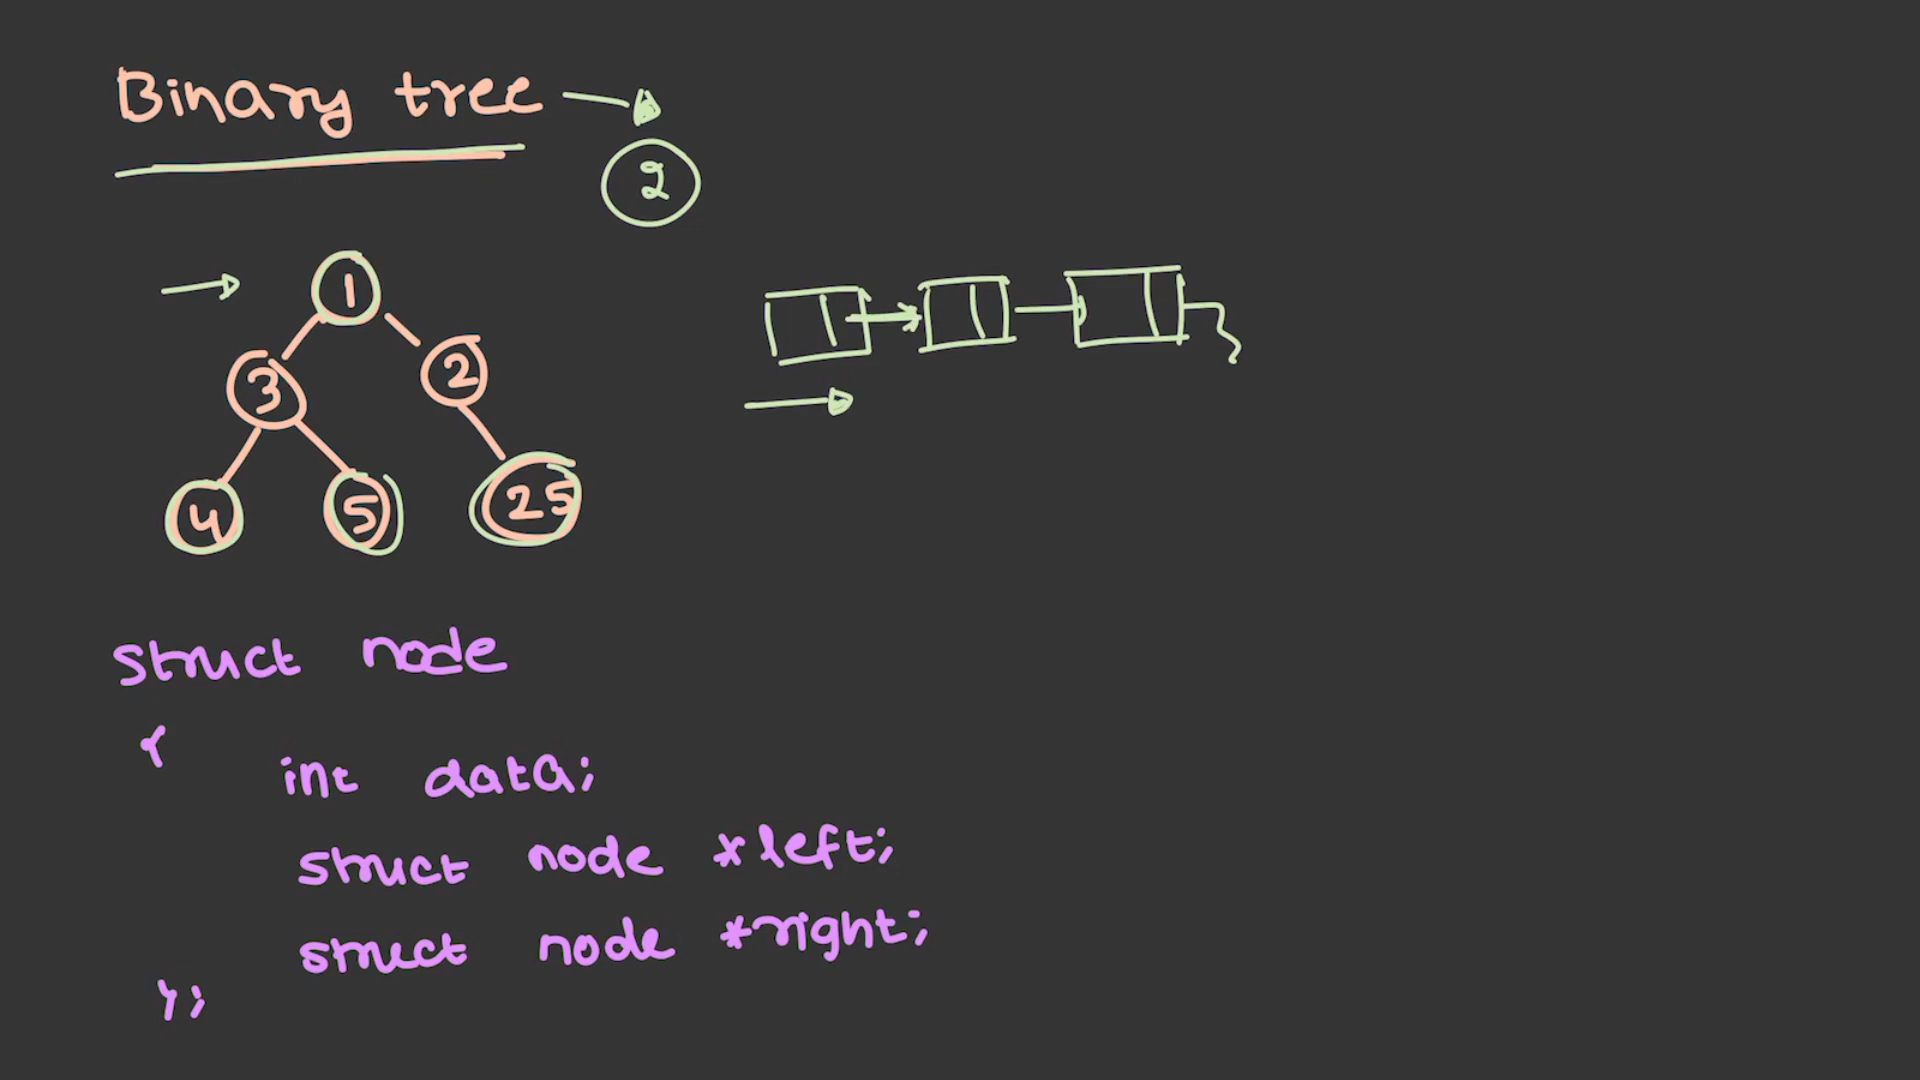 Binary tree
2
1
3 2
4 5 25
struct node
{
int data;
struct node *left;
struct node *right;
};